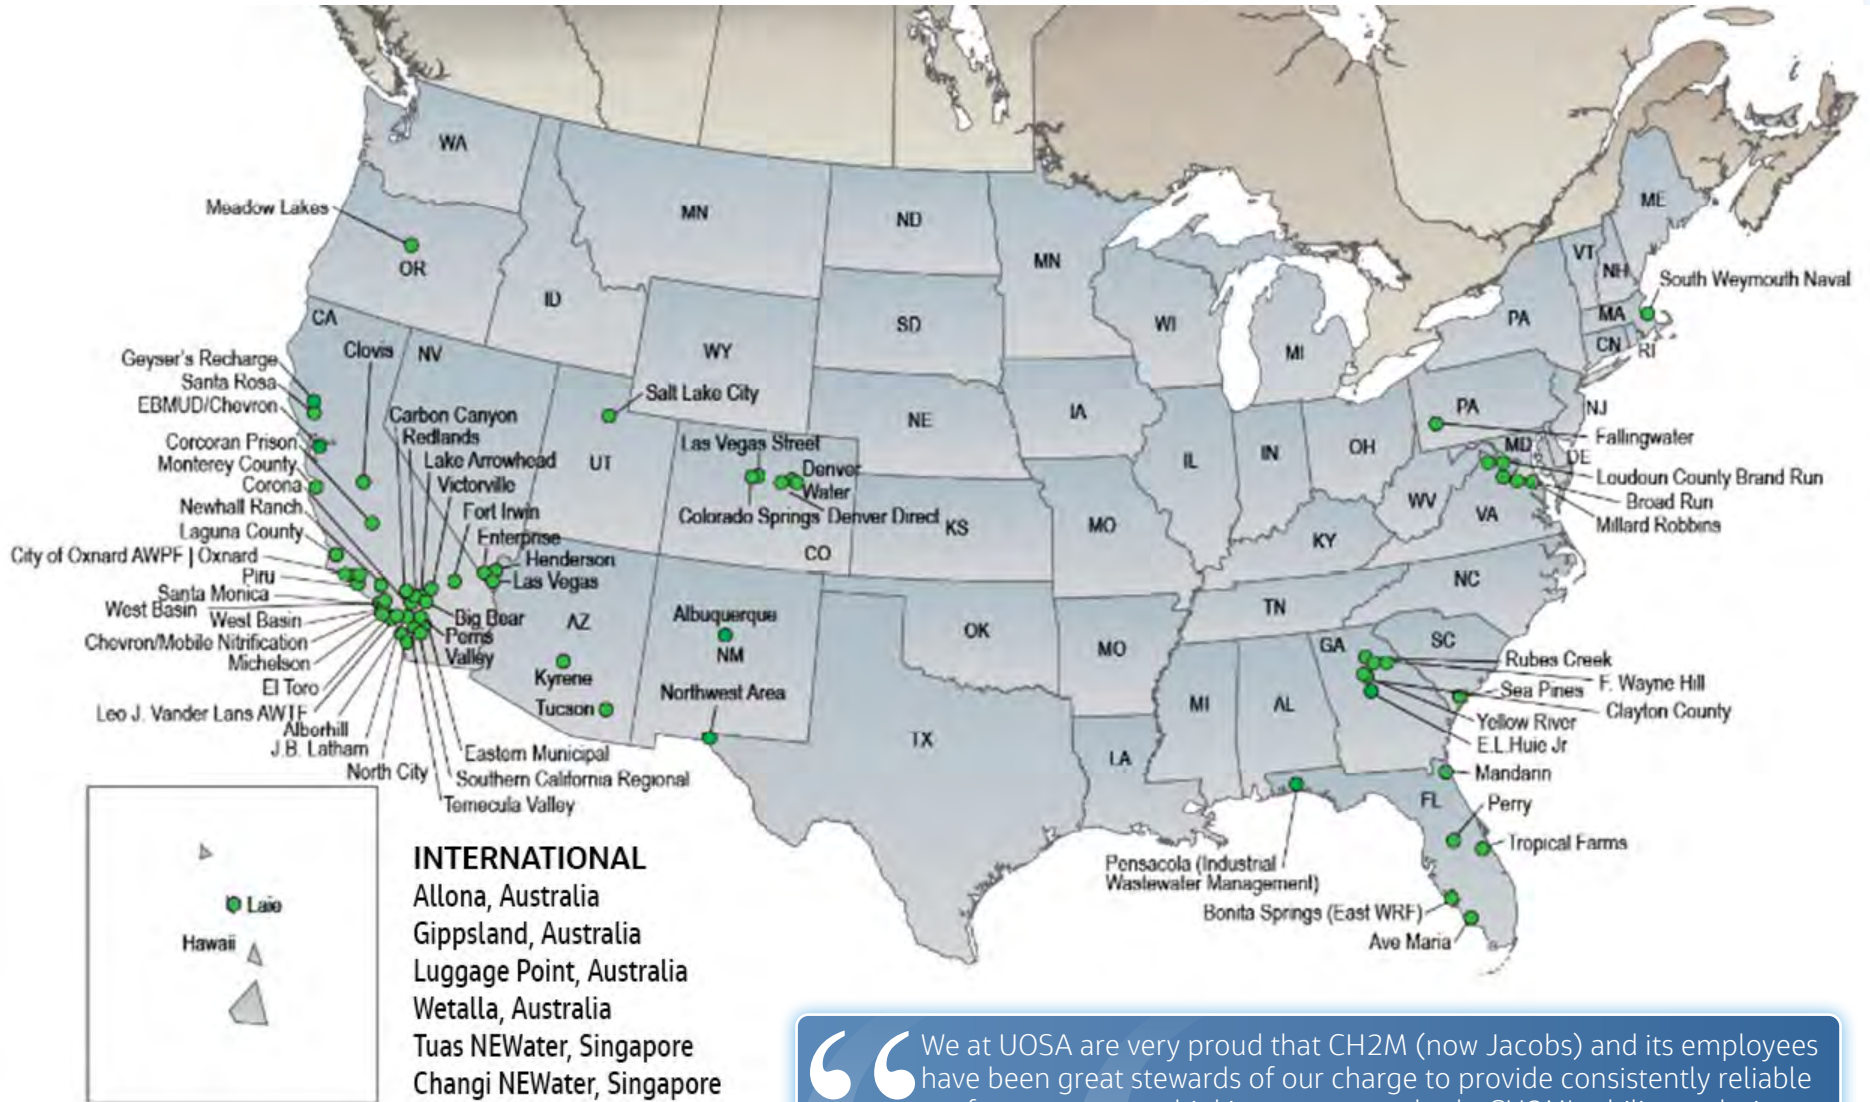 WA
Meadow Lakes
OR
ID
MN
ND
MN
SD
WY
WI
MI
ME
VT
NH
South Weymouth Naval
PA
MA
CN
RI
CA
Clovis
NV
Geyser's Recharge
Santa Rosa
EBMUD/Chevron
Corcoran Prison
Monterey County
Corona
Newhall Ranch
Laguna County
City of Oxnard AWPF | Oxnard
Piru
Santa Monica
West Basin
West Basin
Chevron/Mobile Nitrification
Michelson
El Toro
Leo J. Vander Lans AWTF
Alberhill
J.B. Latham
North City
Carbon Canyon
Redlands
Lake Arrowhead
Victorville
Fort Irwin
Enterprise
Henderson
Las Vegas
Big Bear
Perris
Valley
Eastern Municipal
Southern California Regional
Temecula Valley
Salt Lake City
UT
Las Vegas Street
Denver
Water
Colorado Springs
Denver Direct
CO
NE
KS
IA
MO
IL
IN
OH
PA
NJ
Fallingwater
MD
DE
Loudoun County Brand Run
Broad Run
Millard Robbins
WV
VA
KY
NC
TN
AZ
Kyrene
Tucson
Albuquerque
NM
Northwest Area
OK
MO
TX
LA
MI
AL
GA
SC
Rubes Creek
F. Wayne Hill
Sea Pines
Clayton County
Yellow River
E.L.Huie Jr
Mandarin
FL
Perry
Tropical Farms
Pensacola (Industrial
Wastewater Management)
Bonita Springs (East WRF)
Ave Maria
Laie
Hawaii
INTERNATIONAL
Allona, Australia
Gippsland, Australia
Luggage Point, Australia
Wetalla, Australia
Tuas NEWater, Singapore
Changi NEWater, Singapore
“ We at UOSA are very proud that CH2M (now Jacobs) and its employees
have been great stewards of our charge to provide consistently reliable